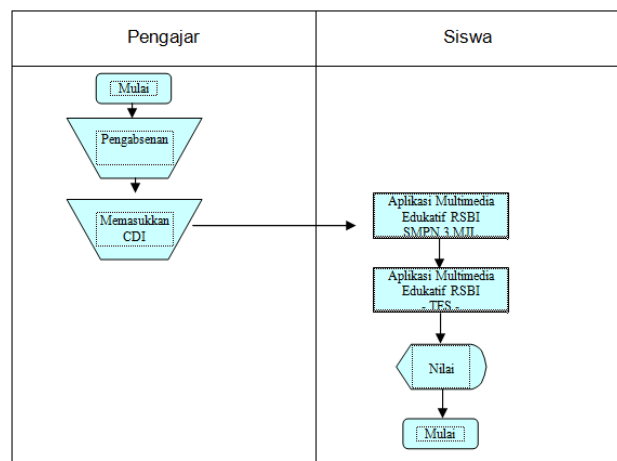 Pengajar
Siswa
Mulai
Pengabsenan
Memasukkan
CDI
Aplikasi Multimedia
Edukatif RSBI
SMPN 3 MJL
Aplikasi Multimedia
Edukatif RSBI
- TES -
Nilai
Mulai